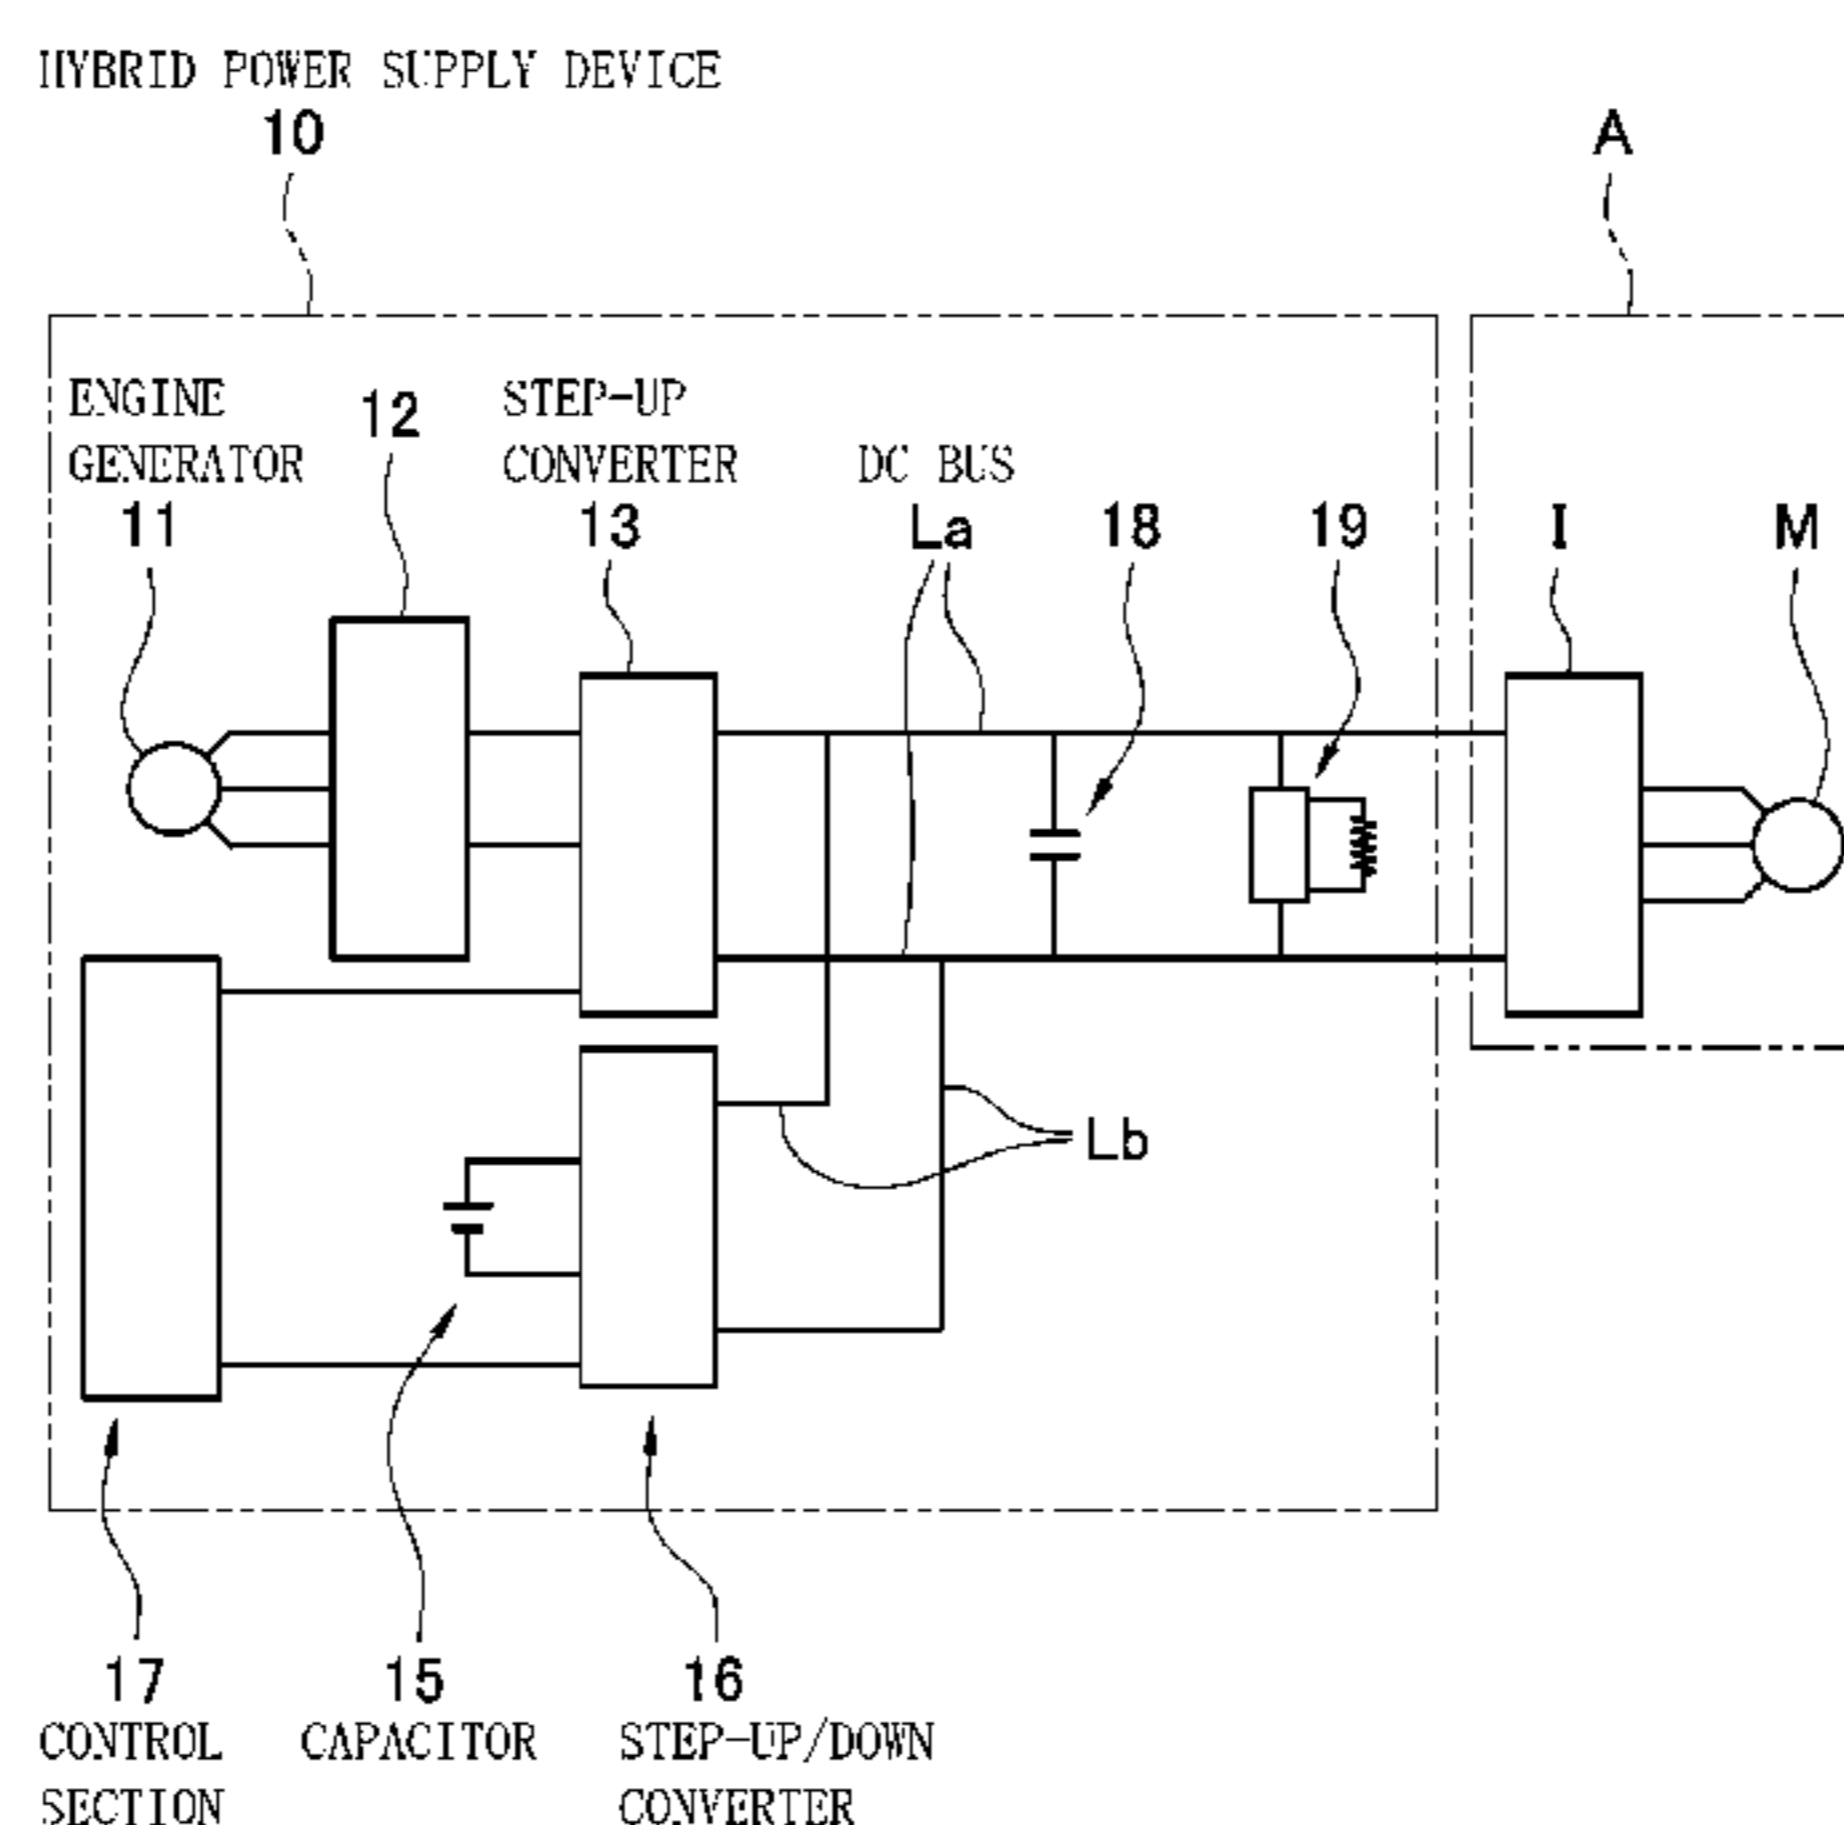 HYBRID POWER SUPPLY DEVICE
10
A
ENGINE
GENERATOR
11
12
STEP-UP
CONVERTER
13
DC BUS
La
18
19
I
M
Lb
17
CONTROL
SECTION
15
CAPACITOR
16
STEP-UP/DOWN
CONVERTER